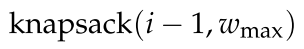 knapsack(i − 1, w_max)